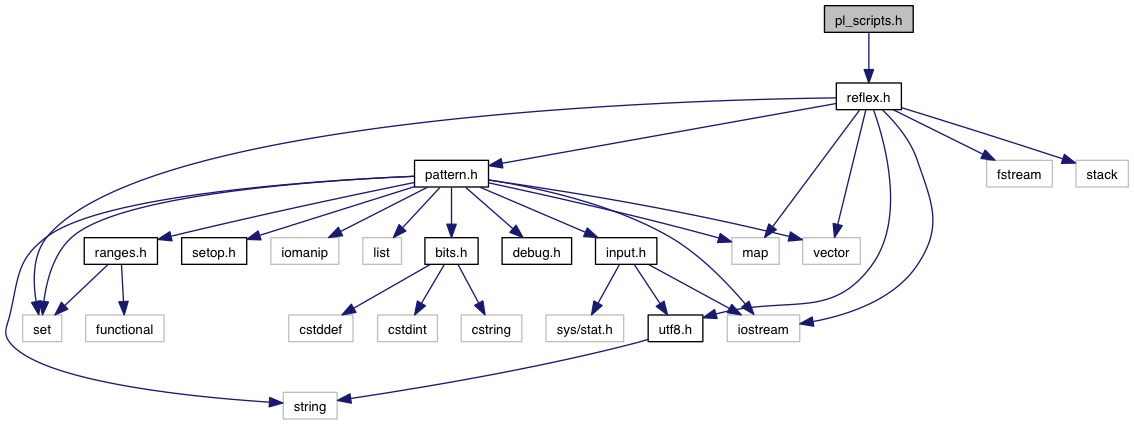 pl_scripts.h
reflex.h
pattern.h
fstream
stack
ranges.h
setop.h
iomanip
list
bits.h
debug.h
input.h
map
vector
set
functional
cstddef
cstdint
cstring
sys/stat.h
utf8.h
iostream
string